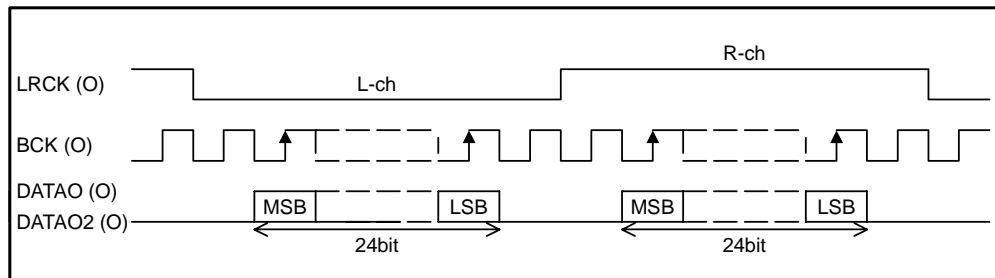 R-ch
LRCK (O)
L-ch
BCK (O)
DATAO (O)
MSB
LSB
MSB
LSB
DATAO2 (O)
24bit
24bit